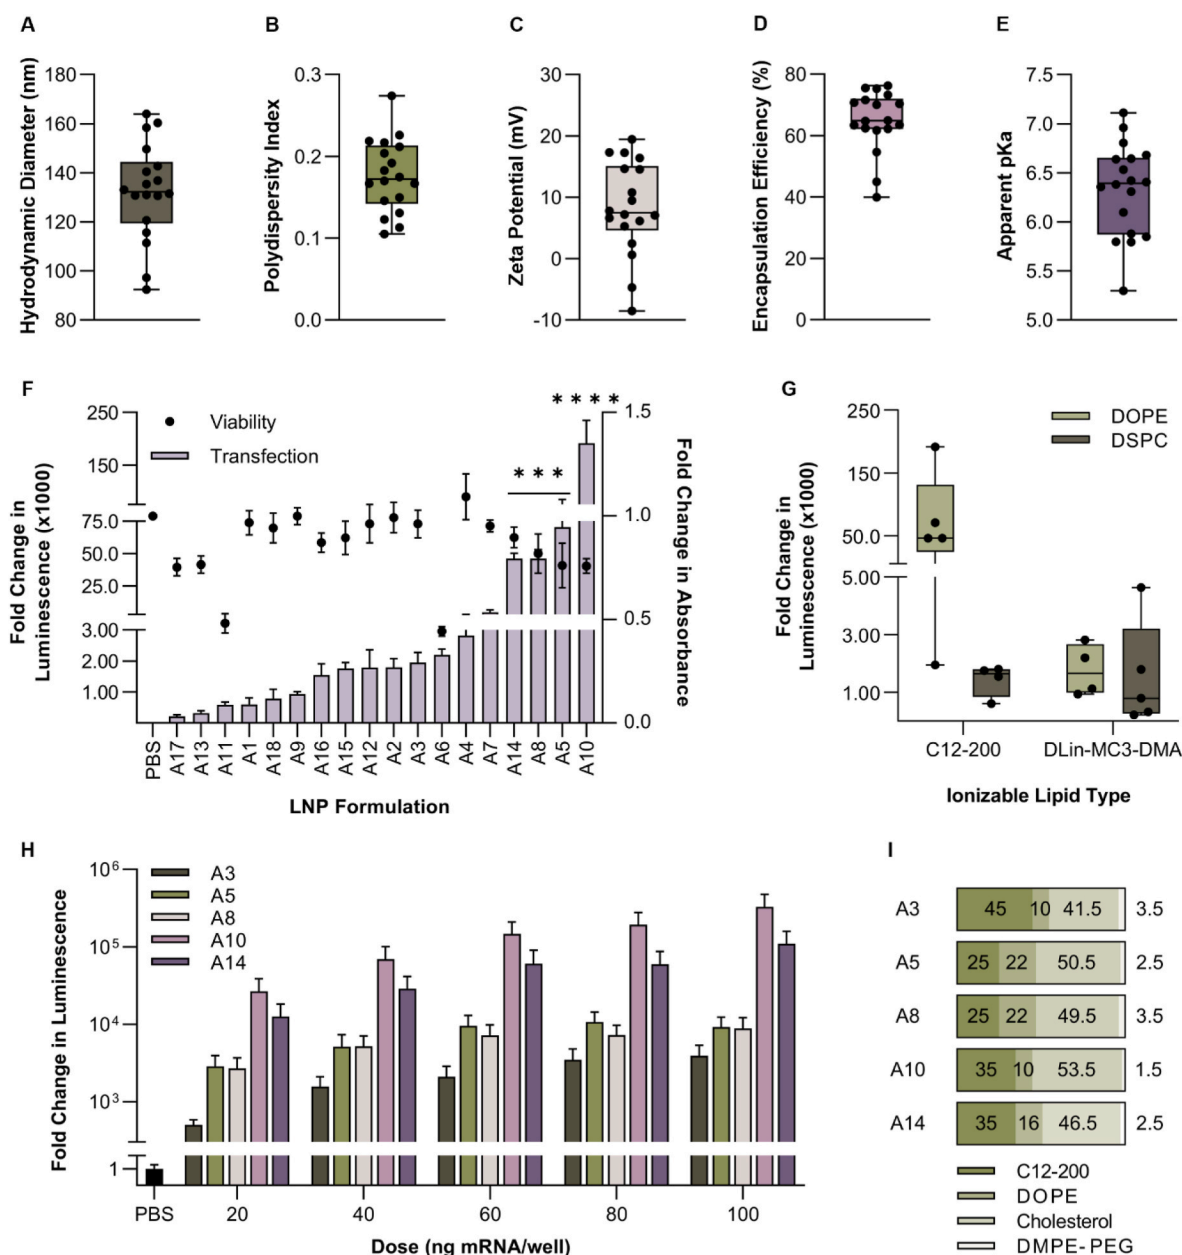 A
B
C
D
E
Hydrodynamic Diameter (nm)
180
160
140
120
100
80
Polydispersity Index
0.3
0.2
0.1
0.0
Zeta Potential (mV)
30
20
10
0
-10
Encapsulation Efficiency (%)
80
60
40
20
0
Apparent pKa
7.5
7.0
6.5
6.0
5.5
5.0
F
Fold Change in
Luminescence (x1000)
250
150
75.0
50.0
25.0
3.00
2.00
1.00
Viability
Transfection
* * * *
* * *
1.5
1.0
0.5
0.0
Fold Change in Absorbance
PBS
A17
A13
A11
A1
A18
A9
A16
A15
A12
A2
A3
A6
A4
A7
A14
A8
A5
A10
LNP Formulation
G
Fold Change in
Luminescence (x1000)
250
150
50.0
5.00
3.00
1.00
DOPE
DSPC
C12-200
DLin-MC3-DMA
Ionizable Lipid Type
H
Fold Change in Luminescence
10⁶
10⁵
10⁴
10³
1
A3
A5
A8
A10
A14
PBS
20
40
60
80
100
Dose (ng mRNA/well)
I
A3 45 10 41.5 3.5
A5 25 22 50.5 2.5
A8 25 22 49.5 3.5
A10 35 10 53.5 1.5
A14 35 16 46.5 2.5
C12-200
DOPE
Cholesterol
DMPE-PEG